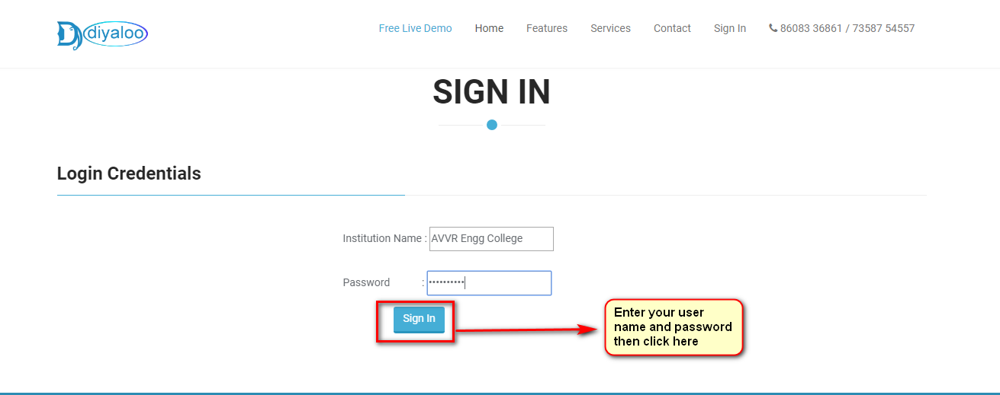 diyaloo
Free Live Demo Home Features Services Contact Sign In 86083 36861 / 73587 54557
SIGN IN
Login Credentials
Institution Name : AVVR Engg College
Password : ••••••••••
Sign In
Enter your user
name and password
then click here